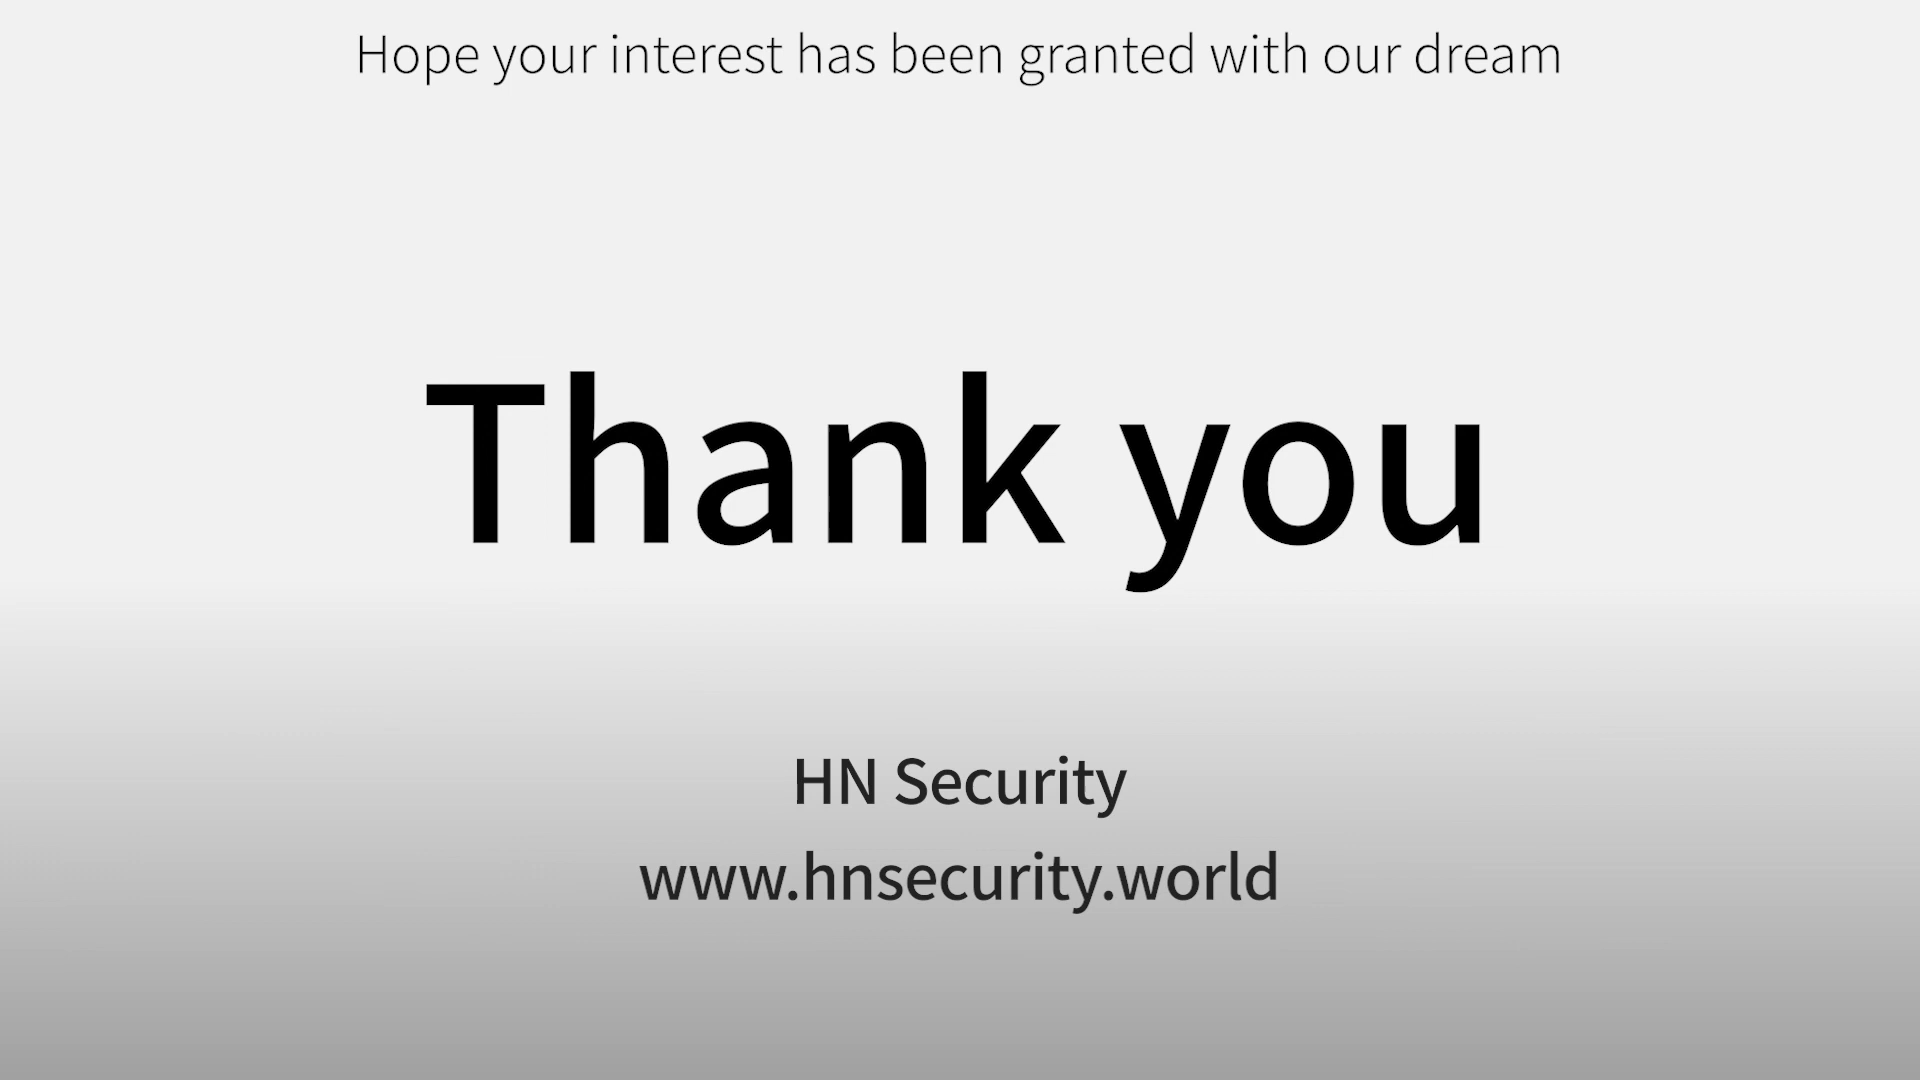 Hope your interest has been granted with our dream
Thank you
HN Security
www.hnsecurity.world